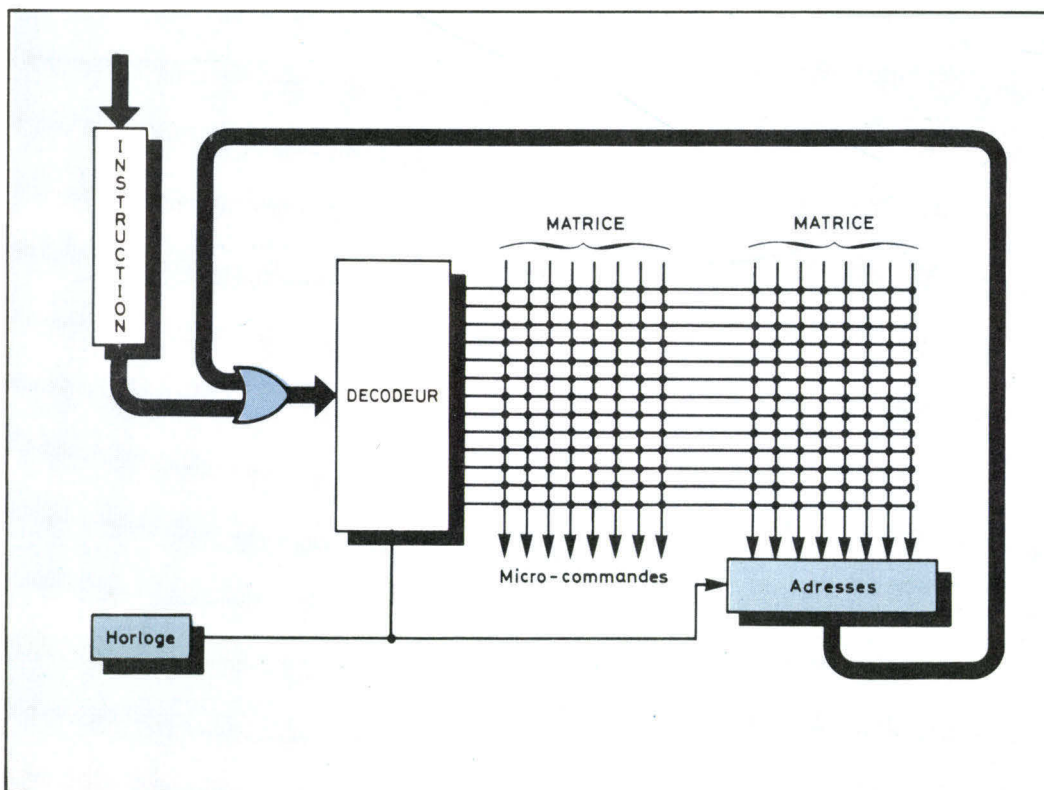 INSTRUCTION
MATRICE
MATRICE
DECODEUR
Micro-commandes
Adresses
Horloge